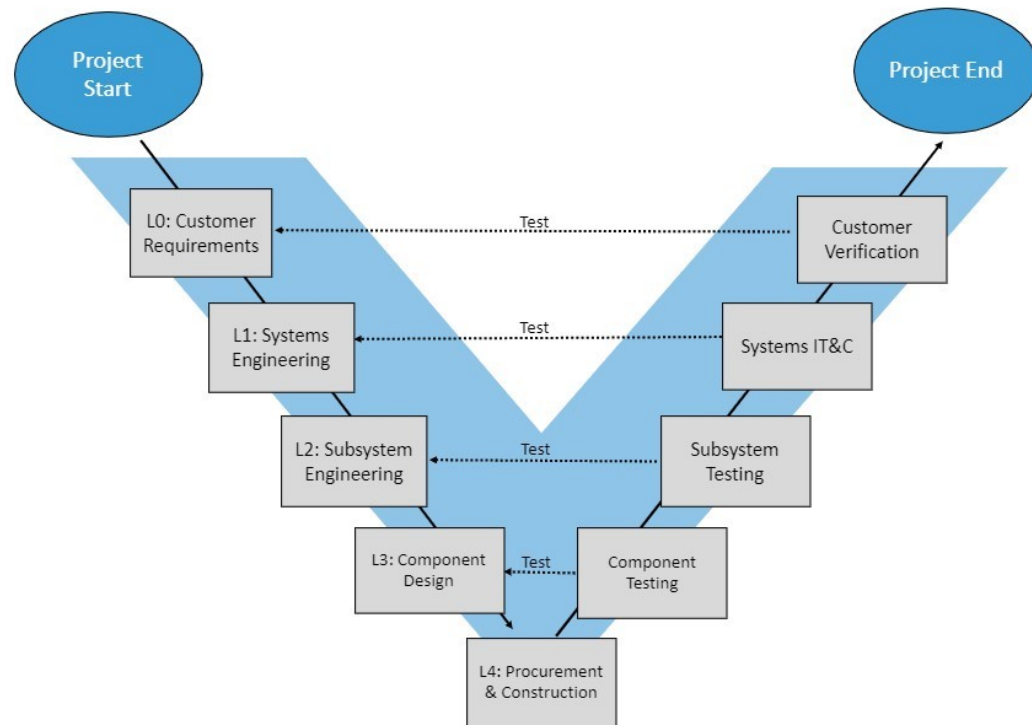 Project
Start
Project End
L0: Customer
Requirements
Test
Customer
Verification
L1: Systems
Engineering
Test
Systems IT&C
L2: Subsystem
Engineering
Test
Subsystem
Testing
L3: Component
Design
Test
Component
Testing
L4: Procurement
& Construction